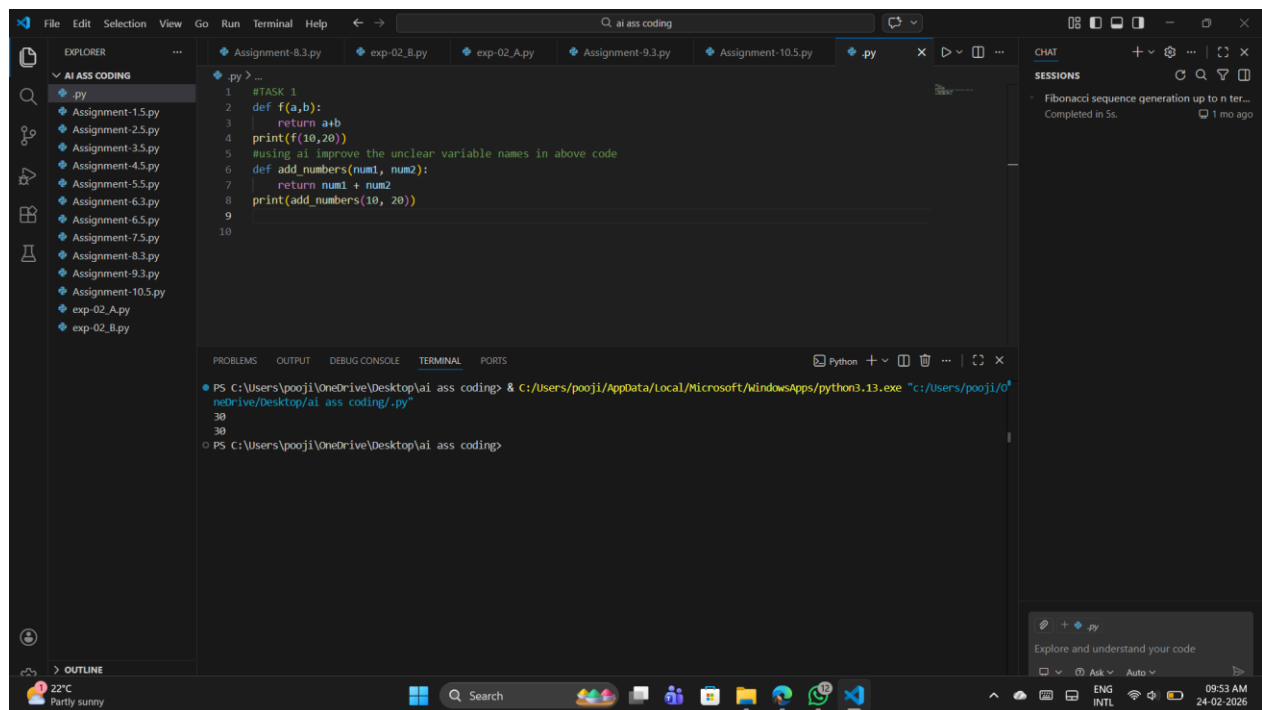 File Edit Selection View Go Run Terminal Help
ai ass coding
EXPLORER
AI ASS CODING
.py
Assignment-1.5.py
Assignment-2.5.py
Assignment-3.5.py
Assignment-4.5.py
Assignment-5.5.py
Assignment-6.3.py
Assignment-6.5.py
Assignment-7.5.py
Assignment-8.3.py
Assignment-9.3.py
Assignment-10.5.py
exp-02_A.py
exp-02_B.py
OUTLINE
Assignment-8.3.py exp-02_B.py exp-02_A.py Assignment-9.3.py Assignment-10.5.py .py
.py > ...
1 #TASK 1
2 def f(a,b):
3 return a+b
4 print(f(10,20))
5 #using ai improve the unclear variable names in above code
6 def add_numbers(num1, num2):
7 return num1 + num2
8 print(add_numbers(10, 20))
9
10
PROBLEMS OUTPUT DEBUG CONSOLE TERMINAL PORTS
Python
PS C:\Users\pooji\OneDrive\Desktop\ai ass coding> & C:/Users/pooji/AppData/Local/Microsoft/WindowsApps/python3.13.exe "c:/Users/pooji/O
neDrive/Desktop/ai ass coding/.py"
30
30
PS C:\Users\pooji\OneDrive\Desktop\ai ass coding>
CHAT
SESSIONS
Fibonacci sequence generation up to n ter...
Completed in 5s. 1 mo ago
.py
Explore and understand your code
Ask Auto
1
22°C
Partly sunny
Search
12
ENG
INTL
09:53 AM
24-02-2026